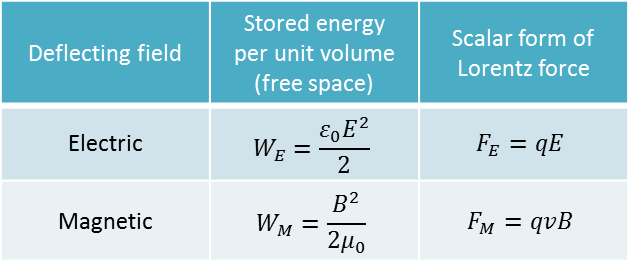 Deflecting field
Stored energy
per unit volume
(free space)
Scalar form of
Lorentz force
Electric
W_E = ε₀E²/2
F_E = qE
Magnetic
W_M = B²/2μ₀
F_M = qvB